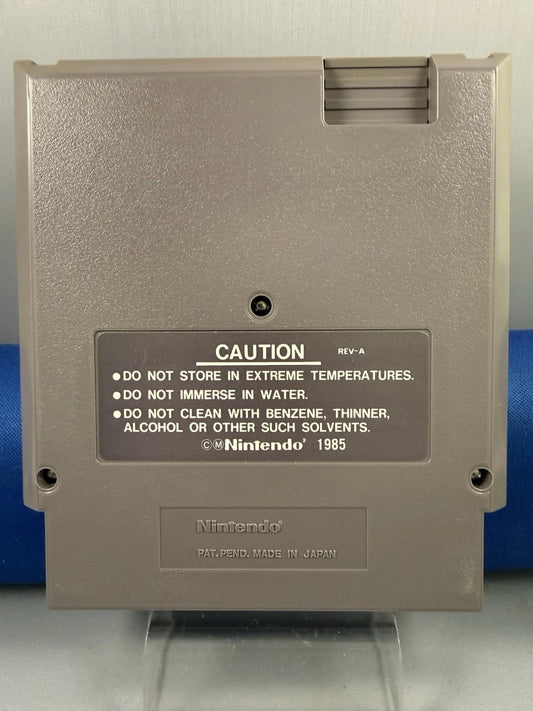 CAUTION REV-A
●DO NOT STORE IN EXTREME TEMPERATURES.
●DO NOT IMMERSE IN WATER.
●DO NOT CLEAN WITH BENZENE, THINNER,
ALCOHOL OR OTHER SUCH SOLVENTS.
©ⓂNintendo® 1985
Nintendo®
PAT. PEND. MADE IN JAPAN